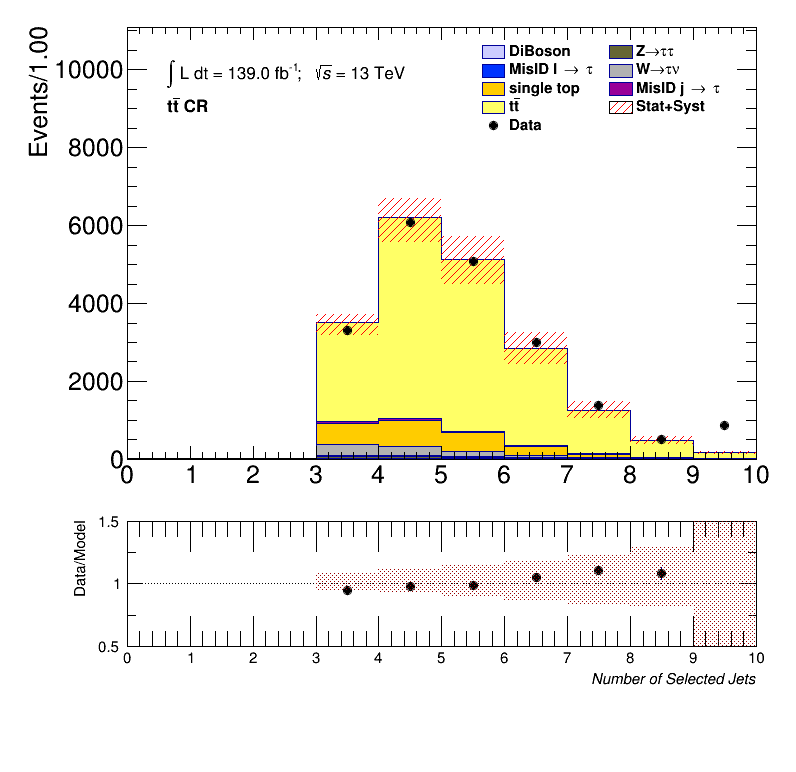 Events/1.00
∫ L dt = 139.0 fb⁻¹; √s = 13 TeV
tt̄ CR
DiBoson
MisID l → τ
single top
tt̄
Data
Z→ττ
W→τν
MisID j → τ
Stat+Syst
10000
8000
6000
4000
2000
0
0 1 2 3 4 5 6 7 8 9 10
Data/Model
1.5
1
0.5
0 1 2 3 4 5 6 7 8 9 10
Number of Selected Jets